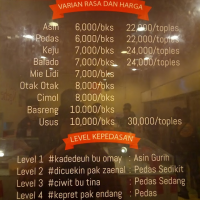 VARIAN RASA DAN HARGA
Asin 6,000/bks 22,000/toples
Pedas 6,000/bks 22,000/toples
Keju 7,000/bks 24,000/toples
Balado 7,000/bks 24,000/toples
Mie Lidi 7,000/bks
Otak Otak 8,000/bks
Cimol 8,000/bks
Basreng 10,000/bks
Usus 10,000/bks 30,000/toples
LEVEL KEPEDASAN
Level 1 #kadedeuh bu omay : Asin Gurih
Level 2 #dicuekin pak zaenal : Pedas Sedikit
Level 3 #ciwit bu tina : Pedas Sedang
Level 4 #kepret pak endang : Pedas